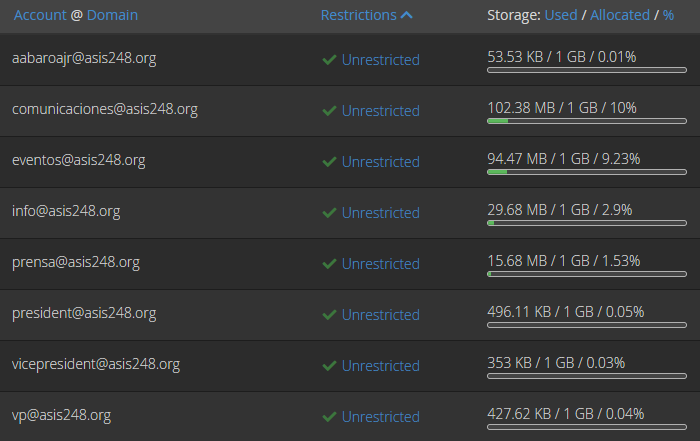 Account @ Domain Restrictions Storage: Used / Allocated / %
aabaroajr@asis248.org Unrestricted 53.53 KB / 1 GB / 0.01%
comunicaciones@asis248.org Unrestricted 102.38 MB / 1 GB / 10%
eventos@asis248.org Unrestricted 94.47 MB / 1 GB / 9.23%
info@asis248.org Unrestricted 29.68 MB / 1 GB / 2.9%
prensa@asis248.org Unrestricted 15.68 MB / 1 GB / 1.53%
president@asis248.org Unrestricted 496.11 KB / 1 GB / 0.05%
vicepresident@asis248.org Unrestricted 353 KB / 1 GB / 0.03%
vp@asis248.org Unrestricted 427.62 KB / 1 GB / 0.04%